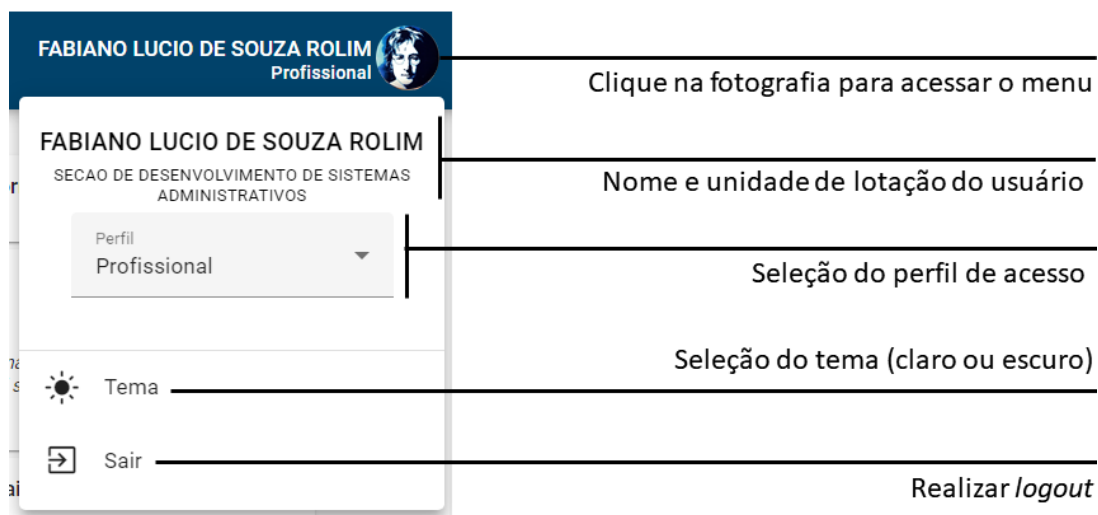 FABIANO LUCIO DE SOUZA ROLIM
Profissional
Clique na fotografia para acessar o menu
FABIANO LUCIO DE SOUZA ROLIM
SECAO DE DESENVOLVIMENTO DE SISTEMAS
ADMINISTRATIVOS
Nome e unidade de lotação do usuário
Perfil
Profissional
Seleção do perfil de acesso
Seleção do tema (claro ou escuro)
Tema
Sair
Realizar logout